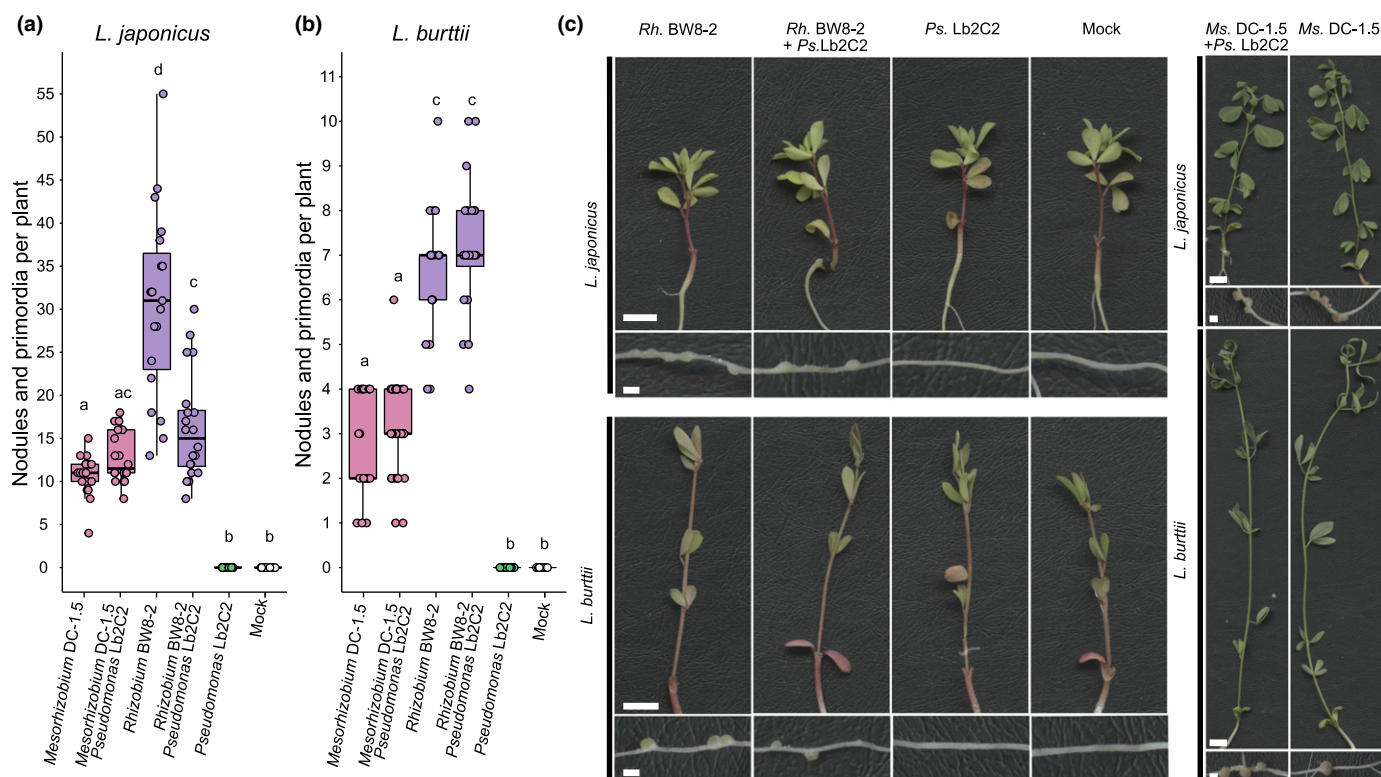 (a)
L. japonicus
Nodules and primordia per plant
55
50
45
40
35
30
25
20
15
10
5
0
a
ac
d
c
b
b
Mesorhizobium DC-1.5
Mesorhizobium DC-1.5
Pseudomonas Lb2C2
Rhizobium BW8-2
Rhizobium BW8-2
Pseudomonas Lb2C2
Pseudomonas Lb2C2
Mock
(b)
L. burttii
Nodules and primordia per plant
11
10
9
8
7
6
5
4
3
2
1
0
a
a
c
c
b
b
Mesorhizobium DC-1.5
Mesorhizobium DC-1.5
Pseudomonas Lb2C2
Rhizobium BW8-2
Rhizobium BW8-2
Pseudomonas Lb2C2
Pseudomonas Lb2C2
Mock
(c)
Rh. BW8-2
Rh. BW8-2
+ Ps.Lb2C2
Ps. Lb2C2
Mock
Ms. DC-1.5
+Ps. Lb2C2
Ms. DC-1.5
L. japonicus
L. burttii
L. japonicus
L. burttii